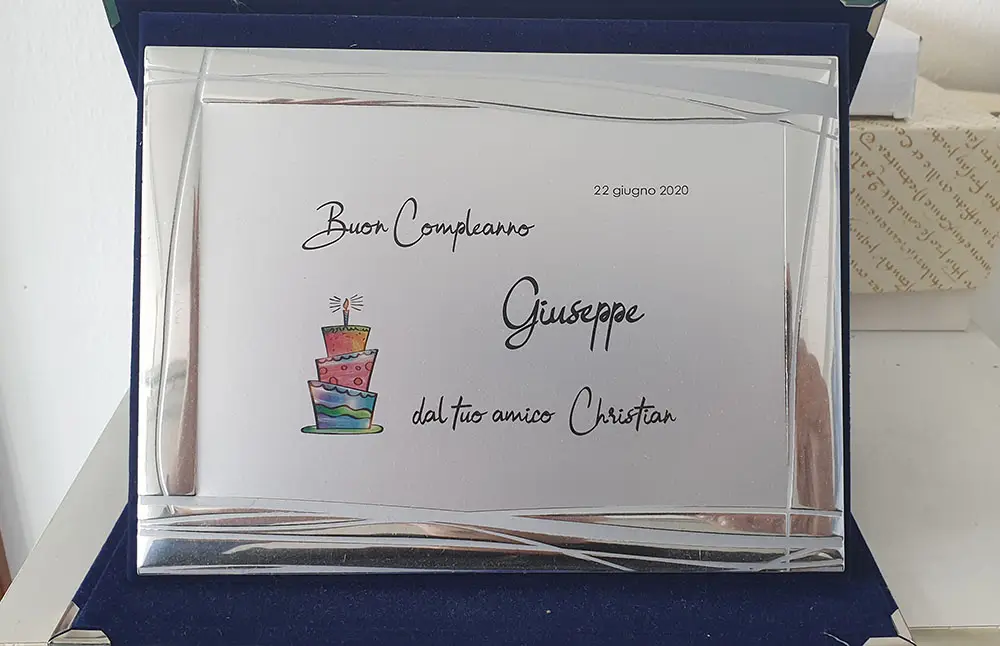 22 giugno 2020
Buon Compleanno
Giuseppe
dal tuo amico Christian